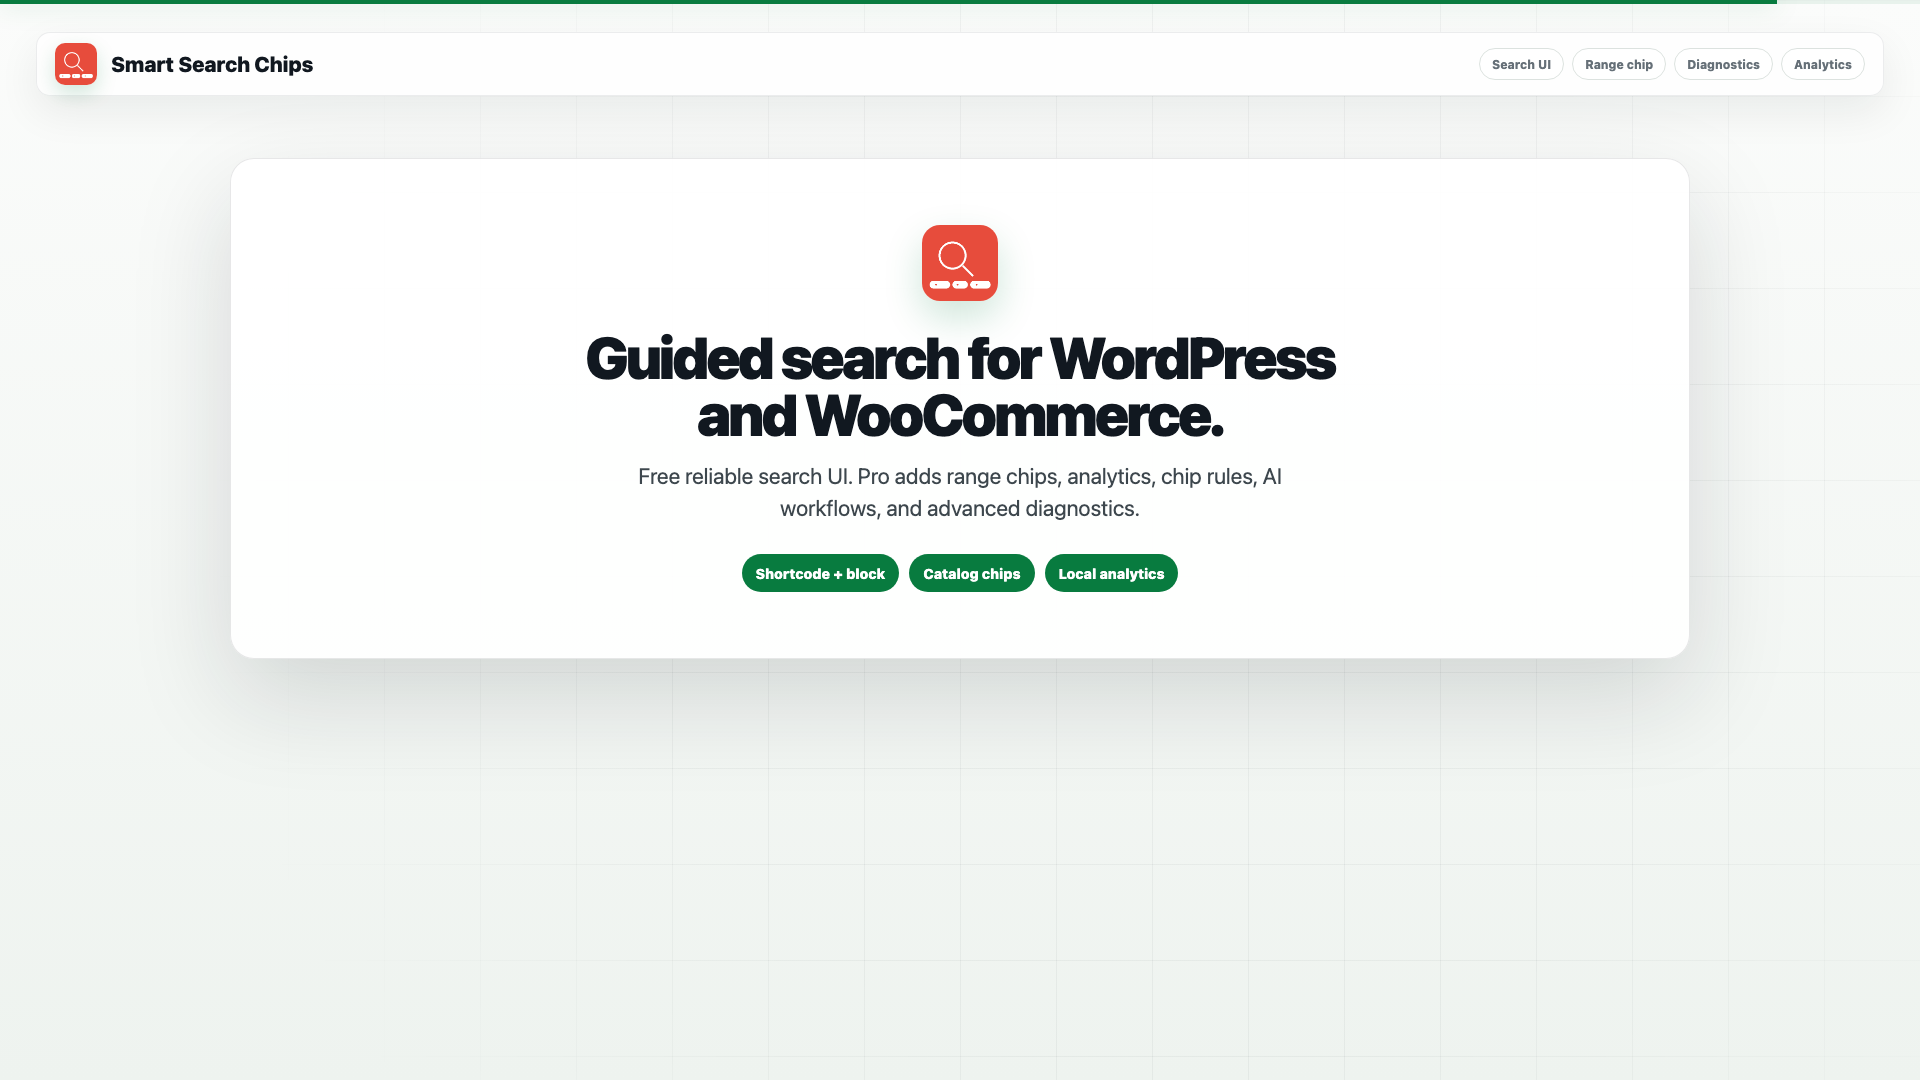 Smart Search Chips
Search UI
Range chip
Diagnostics
Analytics
Guided search for WordPress
and WooCommerce.
Free reliable search UI. Pro adds range chips, analytics, chip rules, AI
workflows, and advanced diagnostics.
Shortcode + block
Catalog chips
Local analytics